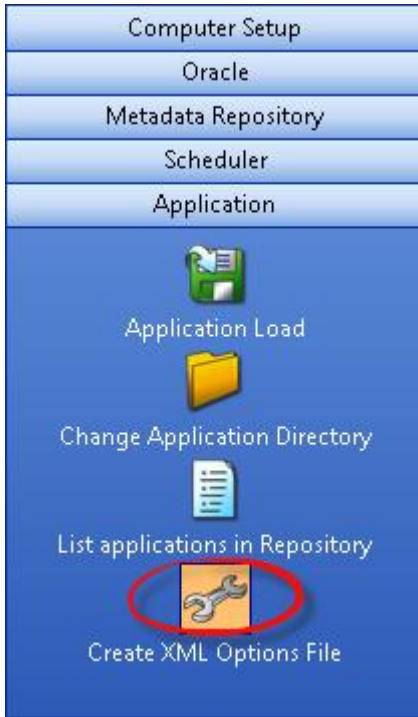 Computer Setup
Oracle
Metadata Repository
Scheduler
Application
Application Load
Change Application Directory
List applications in Repository
Create XML Options File